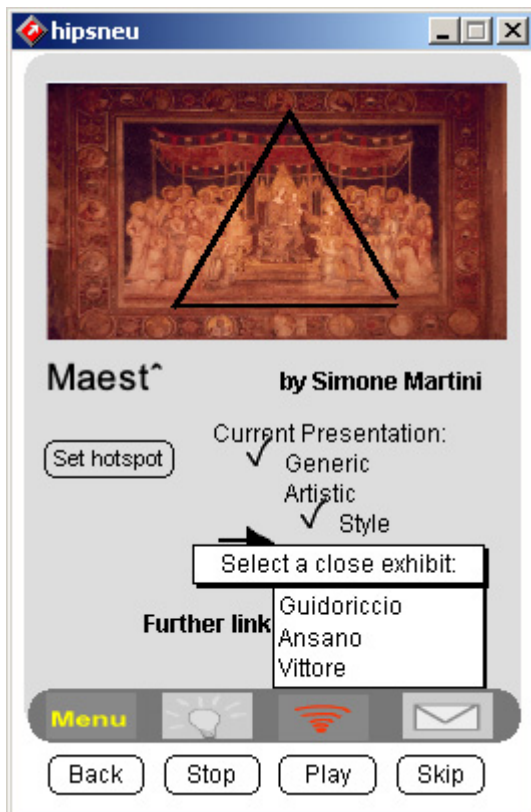 hipsneu
Maest^
by Simone Martini
Set hotspot
Current Presentation:
Generic
Artistic
Style
Select a close exhibit:
Further link
Guidoriccio
Ansano
Vittore
Menu
Back
Stop
Play
Skip